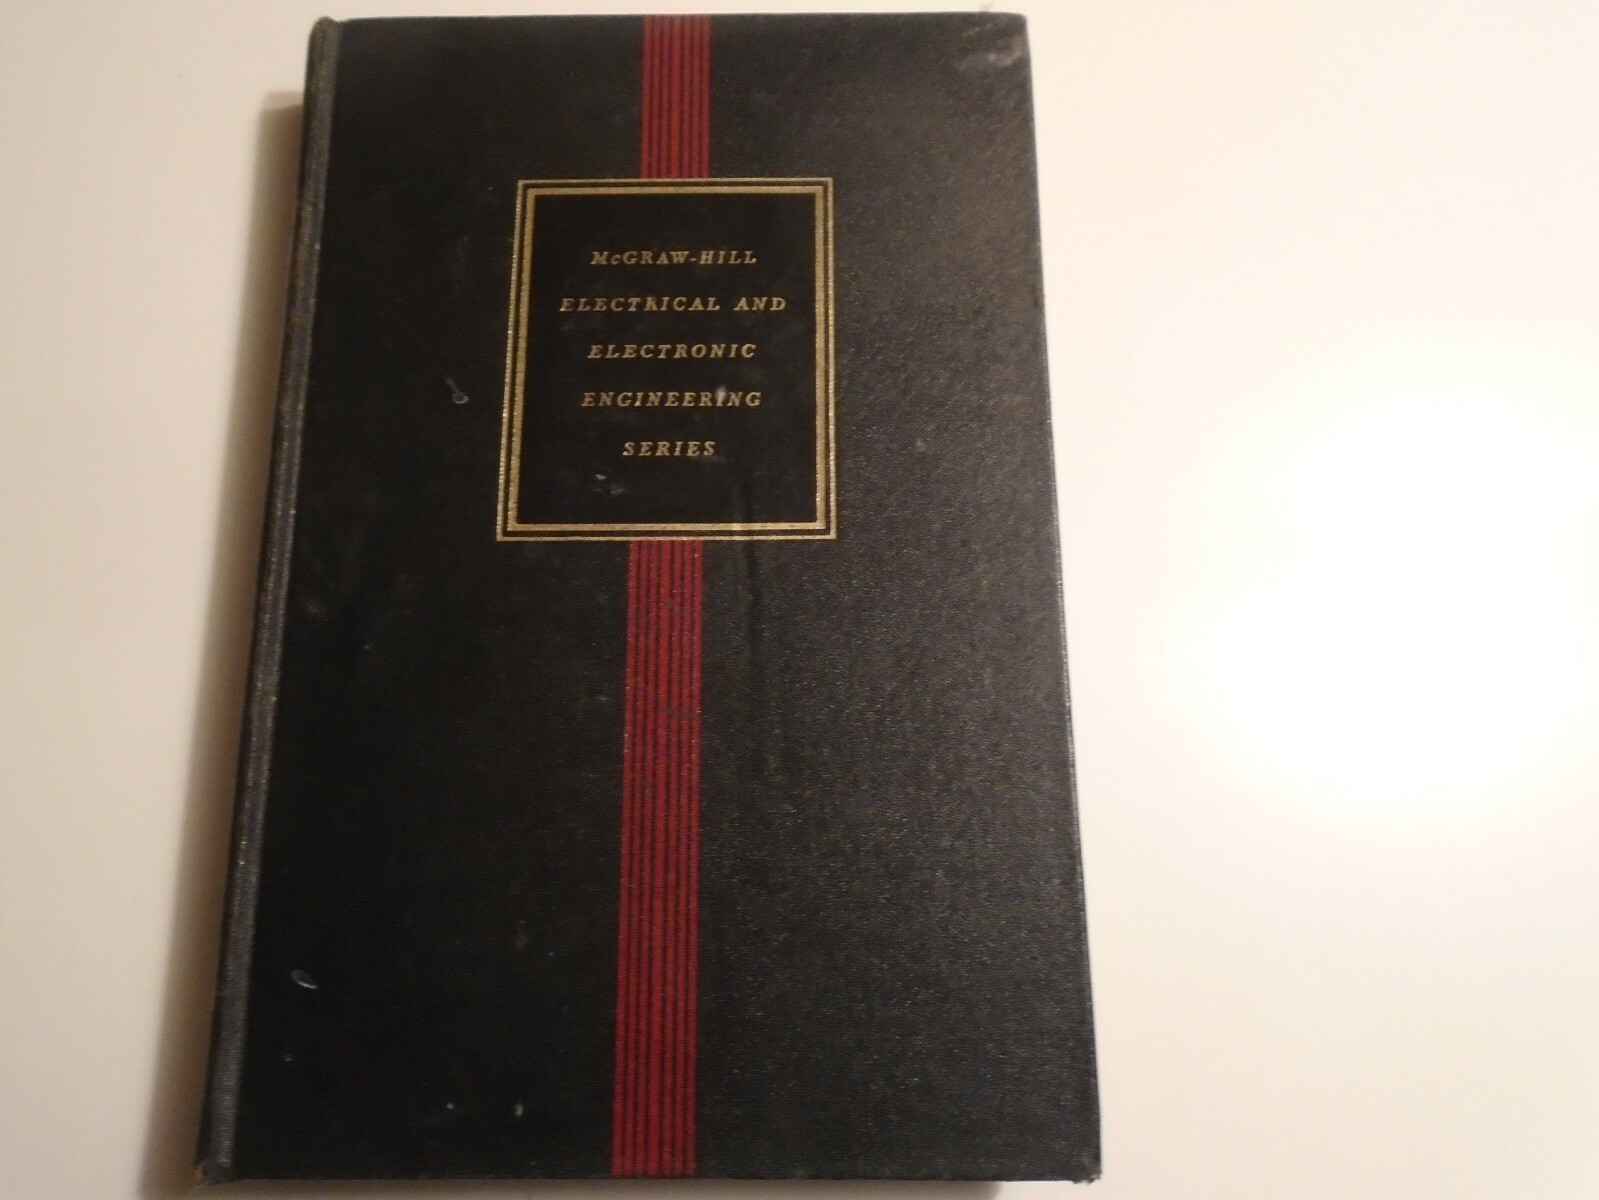 McGRAW-HILL
ELECTRICAL AND
ELECTRONIC
ENGINEERING
SERIES